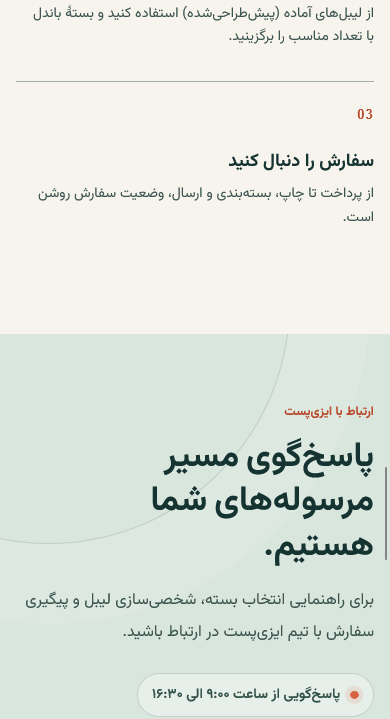 از لیبل‌های آماده (پیش‌طراحی‌شده) استفاده کنید و بستهٔ باندل
با تعداد مناسب را برگزینید.
03
سفارش را دنبال کنید
از پرداخت تا چاپ، بسته‌بندی و ارسال، وضعیت سفارش روشن
است.
ارتباط با ایزی‌پست
پاسخ‌گوی مسیر
مرسوله‌های شما
هستیم.
برای راهنمایی انتخاب بسته، شخصی‌سازی لیبل و پیگیری
سفارش با تیم ایزی‌پست در ارتباط باشید.
پاسخ‌گویی از ساعت ۹:۰۰ الی ۱۶:۳۰